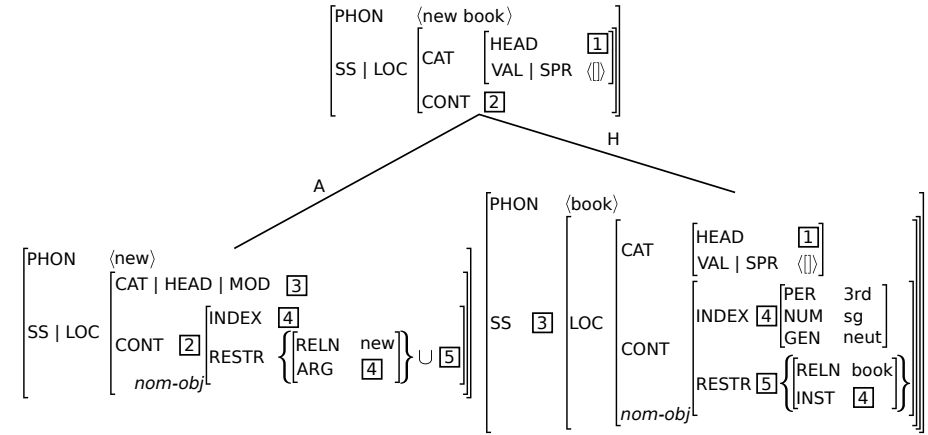 PHON ⟨new book⟩
SS | LOC
CAT
HEAD 1
VAL | SPR ⟨[]⟩
CONT 2
A
H
PHON ⟨new⟩
SS | LOC
CAT | HEAD | MOD 3
CONT 2
nom-obj
INDEX 4
RESTR
{
RELN new
ARG 4
} ∪ 5
PHON ⟨book⟩
SS 3
LOC
CAT
HEAD 1
VAL | SPR ⟨[]⟩
CONT
nom-obj
INDEX 4
PER 3rd
NUM sg
GEN neut
RESTR 5
{
RELN book
INST 4
}